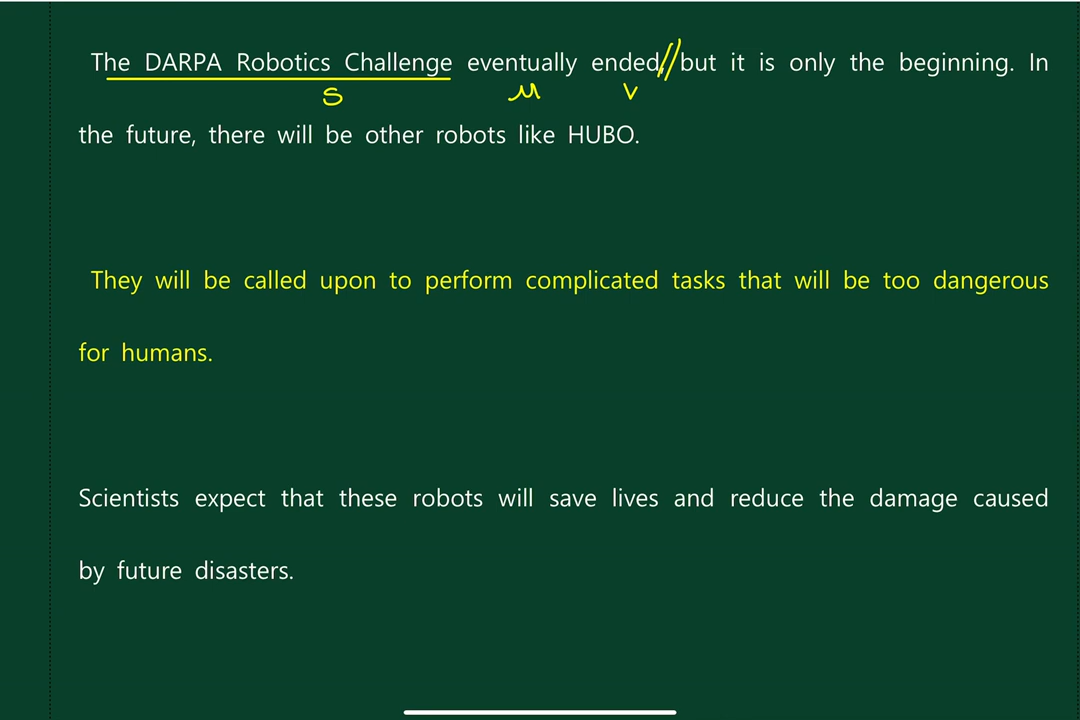 The DARPA Robotics Challenge eventually ended,// but it is only the beginning. In
S M V
the future, there will be other robots like HUBO.
They will be called upon to perform complicated tasks that will be too dangerous
for humans.
Scientists expect that these robots will save lives and reduce the damage caused
by future disasters.